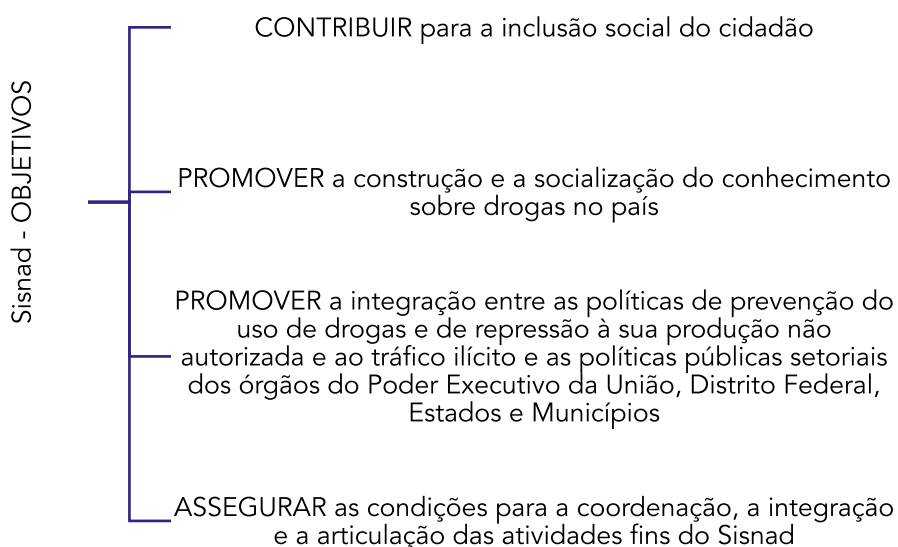 Sisnad - OBJETIVOS
CONTRIBUIR para a inclusão social do cidadão
PROMOVER a construção e a socialização do conhecimento
sobre drogas no país
PROMOVER a integração entre as políticas de prevenção do
uso de drogas e de repressão à sua produção não
autorizada e ao tráfico ilícito e as políticas públicas setoriais
dos órgãos do Poder Executivo da União, Distrito Federal,
Estados e Municípios
ASSEGURAR as condições para a coordenação, a integração
e a articulação das atividades fins do Sisnad